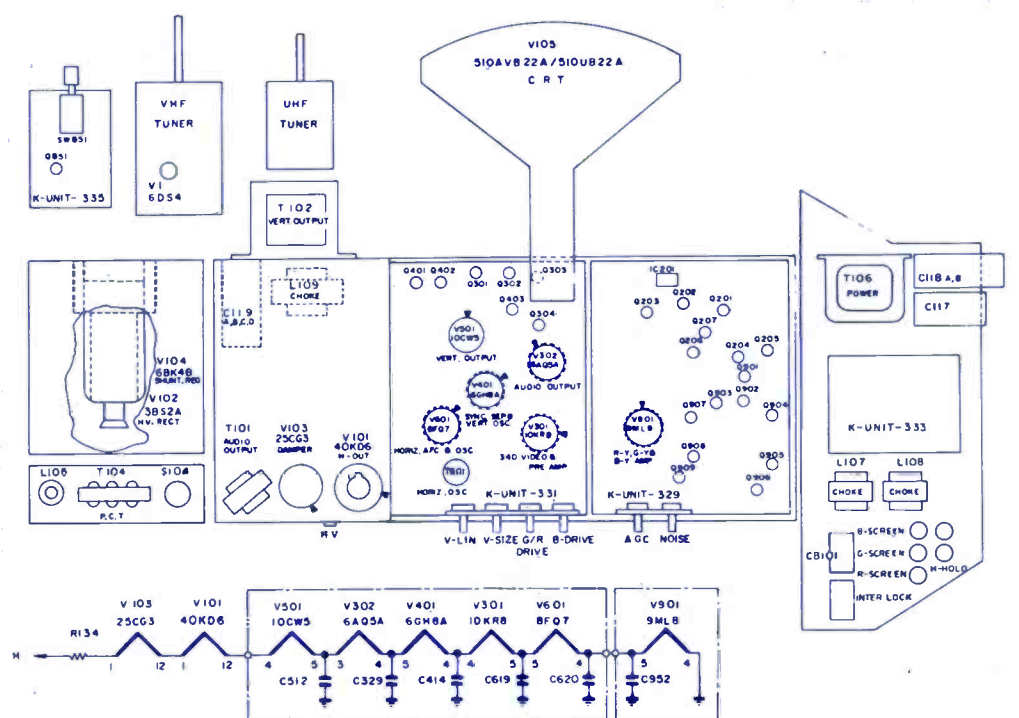 V105
510AVB22A/510UB22A
CRT
SW851
Q851
K-UNIT-335
VHF
TUNER
V1
6DS4
UHF
TUNER
T102
VERT. OUTPUT
V104
6BK4B
SHUNT, REG
V102
3BS2A
HV. RECT
L106
T104
S104
P.C.T
C119
A,B,C,D
L109
CHOKE
T101
AUDIO
OUTPUT
V103
25CG3
DAMPER
V101
40KD6
H-OUT
HV
Q401
Q402
Q301
Q302
Q303
Q403
Q304
V501
10CW5
VERT, OUTPUT
V302
6AQ5A
AUDIO OUTPUT
V401
6GH8A
SYNC SEP &
VERT OSC
V601
8FQ7
HORIZ, AFC & OSC
V301
10KR8
3&4D VIDEO &
PRE AMP
T601
HORIZ, OSC
K-UNIT-331
V-LIN
V-SIZE
G/R
DRIVE
B-DRIVE
IC201
Q203
Q202
Q201
Q207
Q206
Q204
Q205
Q901
Q903
Q902
Q907
Q904
V901
9ML8
R-Y, G-Y&
B-Y AMP
Q908
Q909
Q905
Q906
K-UNIT-329
AGC
NOISE
T106
POWER
C118 A,B
C117
K-UNIT-333
L107
CHOKE
L108
CHOKE
B-SCREEN
G-SCREEN
R-SCREEN
H-HOLD
CB101
INTER LOCK
H
R134
V103
25CG3
1
12
V101
40KD6
1
12
V501
10CW5
4
5
C512
V302
6AQ5A
3
4
C329
V401
6GH8A
5
4
C414
V301
10KR8
4
5
C619
V601
8FQ7
5
4
C620
V901
9ML8
5
4
C952